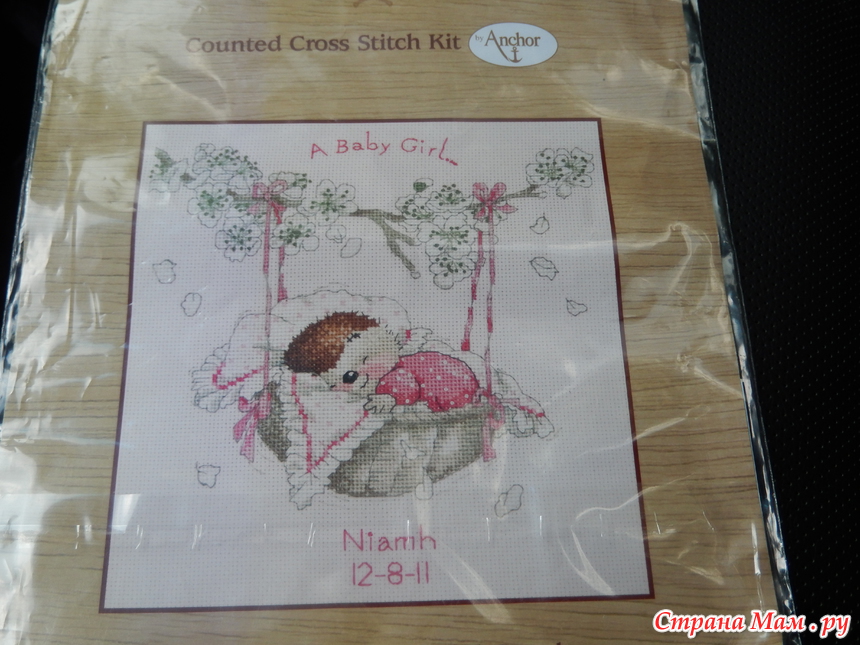 Counted Cross Stitch Kit by Anchor
A Baby Girl...
Niamh
12-8-11
Страна Мам.ру